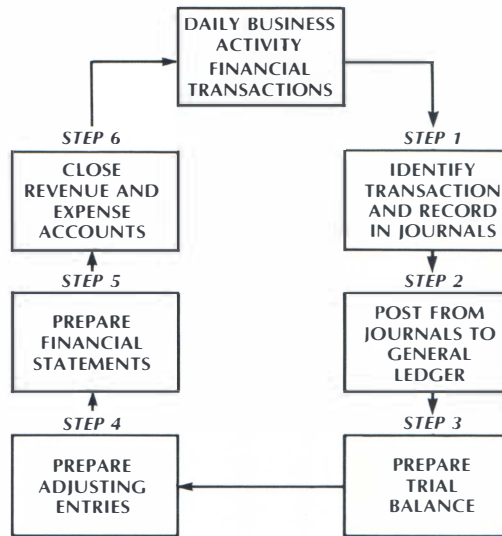 DAILY BUSINESS
ACTIVITY
FINANCIAL
TRANSACTIONS
STEP 1
IDENTIFY
TRANSACTION
AND RECORD
IN JOURNALS
STEP 2
POST FROM
JOURNALS TO
GENERAL
LEDGER
STEP 3
PREPARE
TRIAL
BALANCE
STEP 4
PREPARE
ADJUSTING
ENTRIES
STEP 5
PREPARE
FINANCIAL
STATEMENTS
STEP 6
CLOSE
REVENUE AND
EXPENSE
ACCOUNTS